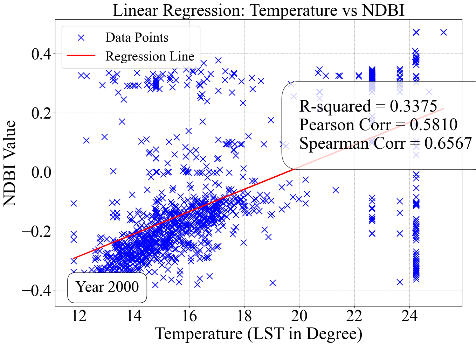 Linear Regression: Temperature vs NDBI
Data Points
Regression Line
R-squared = 0.3375
Pearson Corr = 0.5810
Spearman Corr = 0.6567
NDBI Value
0.4
0.2
0.0
−0.2
−0.4
Year 2000
12 14 16 18 20 22 24
Temperature (LST in Degree)